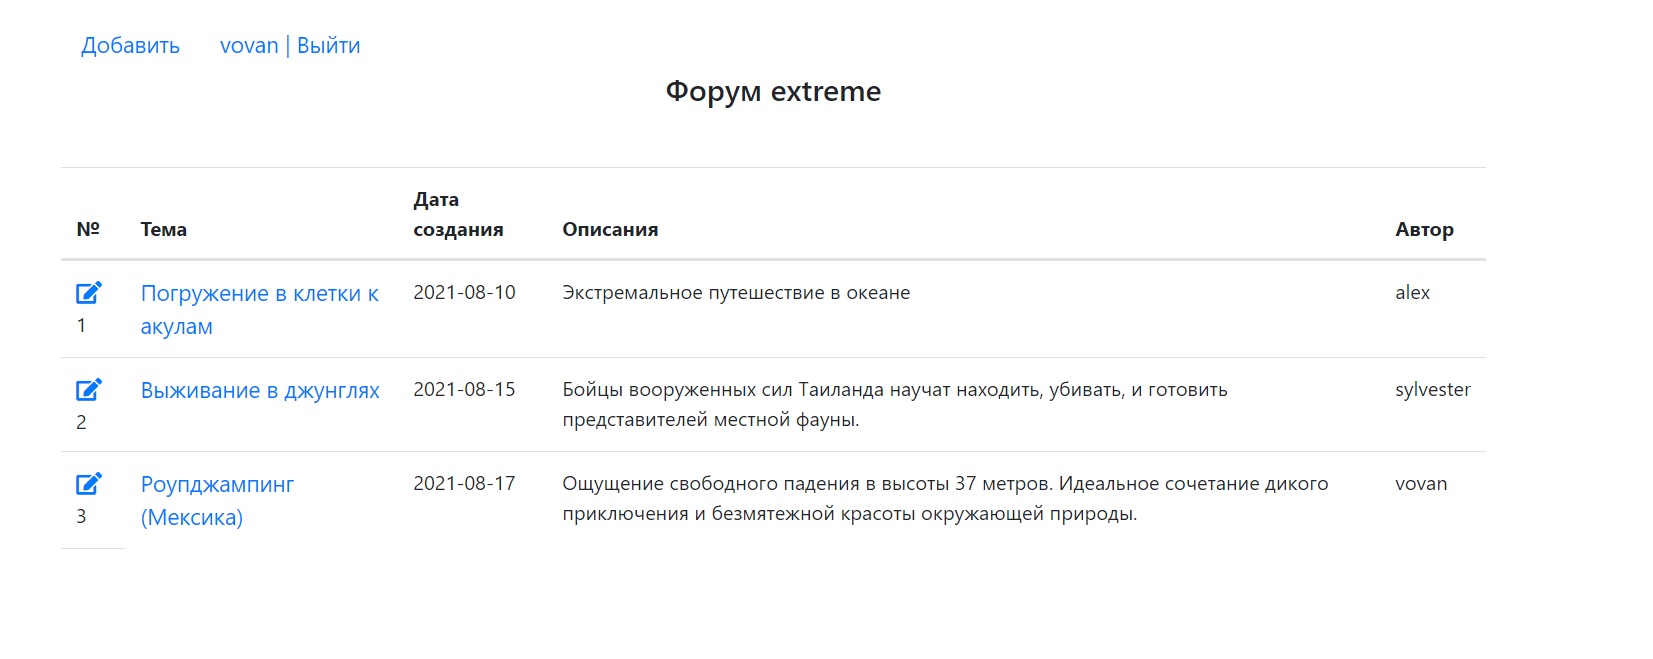 Добавить vovan | Выйти
Форум extreme
№ Тема Дата создания Описания Автор
1 Погружение в клетки к акулам 2021-08-10 Экстремальное путешествие в океане alex
2 Выживание в джунглях 2021-08-15 Бойцы вооруженных сил Таиланда научат находить, убивать, и готовить
представителей местной фауны. sylvester
3 Роупджампинг (Мексика) 2021-08-17 Ощущение свободного падения в высоты 37 метров. Идеальное сочетание дикого
приключения и безмятежной красоты окружающей природы. vovan